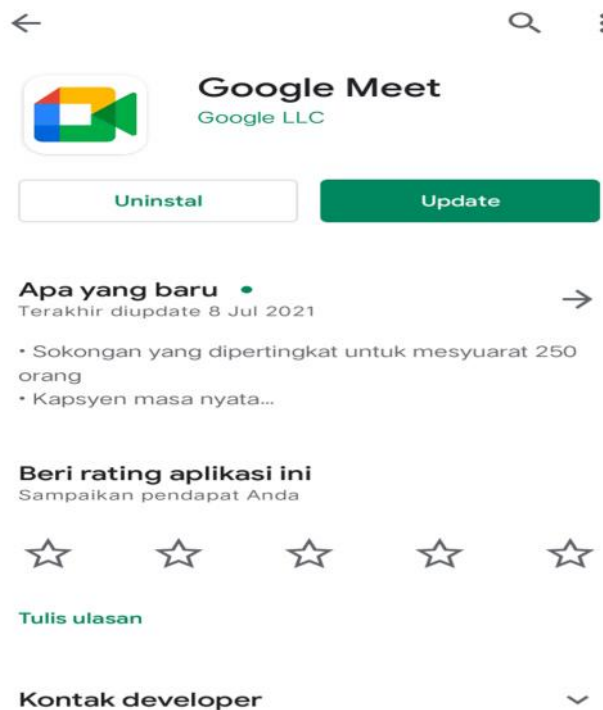 Google Meet
Google LLC
Uninstal
Update
Apa yang baru •
Terakhir diupdate 8 Jul 2021
• Sokongan yang dipertingkat untuk mesyuarat 250
orang
• Kapsyen masa nyata...
Beri rating aplikasi ini
Sampaikan pendapat Anda
Tulis ulasan
Kontak developer